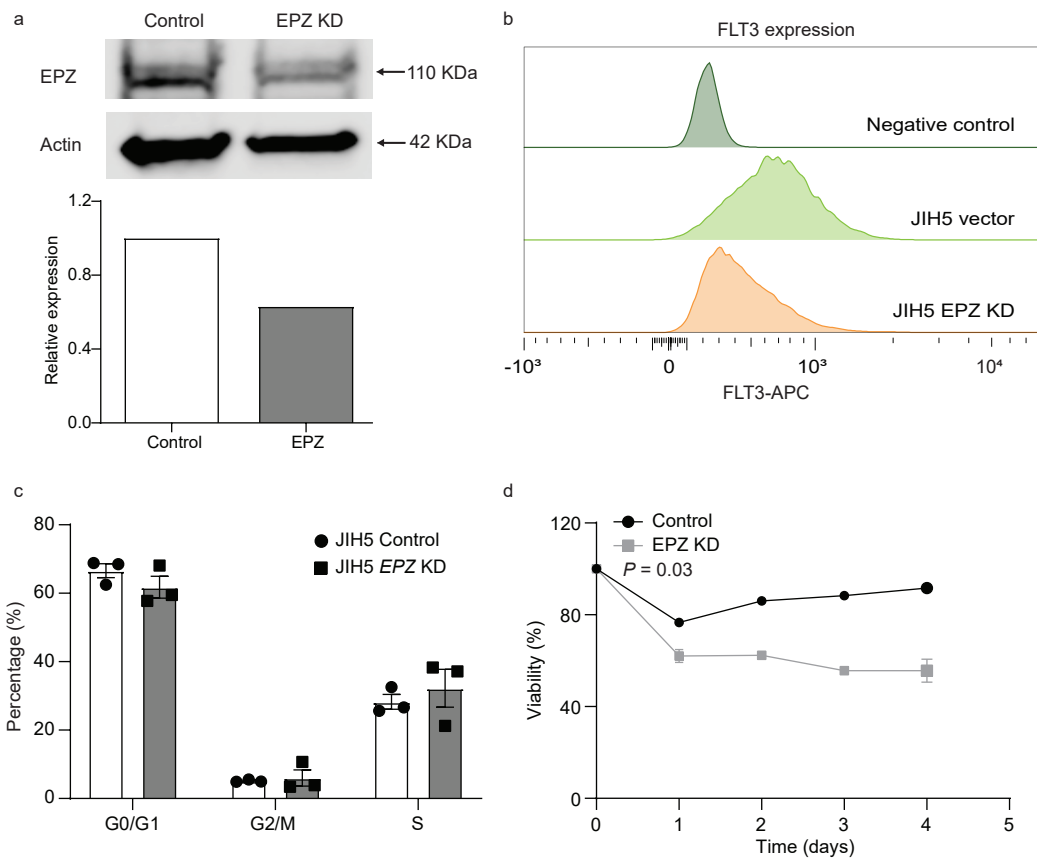 a
Control
EPZ KD
EPZ
110 KDa
Actin
42 KDa
1.2
0.8
0.4
0.0
Relative expression
Control
EPZ
b
FLT3 expression
Negative control
JIH5 vector
JIH5 EPZ KD
-10³
0
10³
10⁴
FLT3-APC
c
80
60
40
20
0
Percentage (%)
JIH5 Control
JIH5 EPZ KD
G0/G1
G2/M
S
d
120
80
40
0
Viability (%)
Control
EPZ KD
P = 0.03
0
1
2
3
4
5
Time (days)